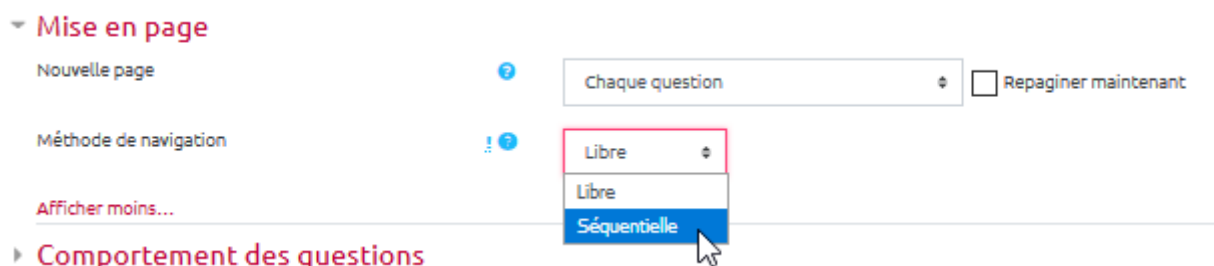 Mise en page
Nouvelle page
Chaque question
Repaginer maintenant
Méthode de navigation
!
Libre
Libre
Séquentielle
Afficher moins...
Comportement des questions